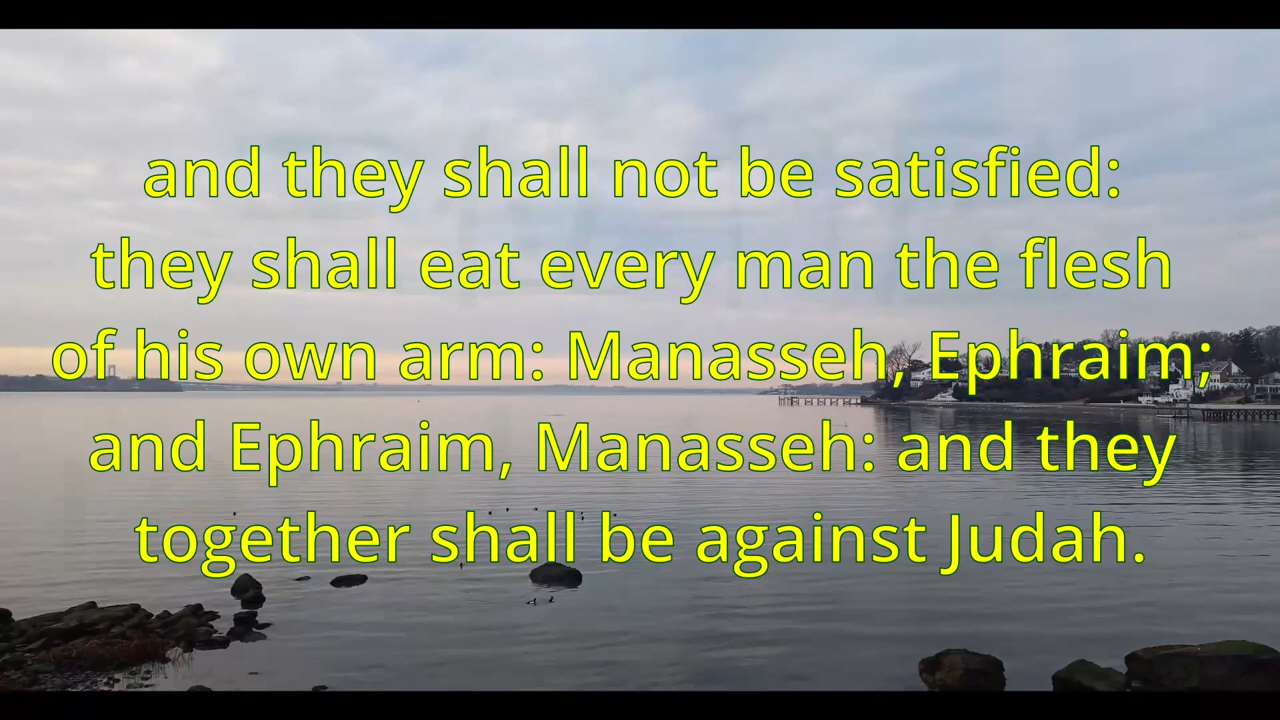 and they shall not be satisfied:
they shall eat every man the flesh
of his own arm: Manasseh, Ephraim;
and Ephraim, Manasseh: and they
together shall be against Judah.